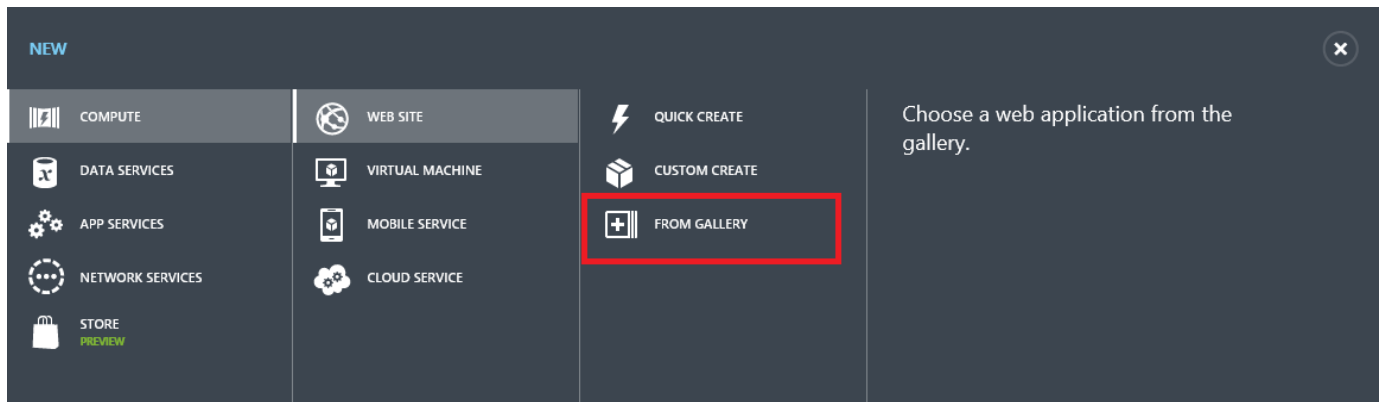 NEW
COMPUTE
DATA SERVICES
APP SERVICES
NETWORK SERVICES
STORE
PREVIEW
WEB SITE
VIRTUAL MACHINE
MOBILE SERVICE
CLOUD SERVICE
QUICK CREATE
CUSTOM CREATE
FROM GALLERY
Choose a web application from the
gallery.